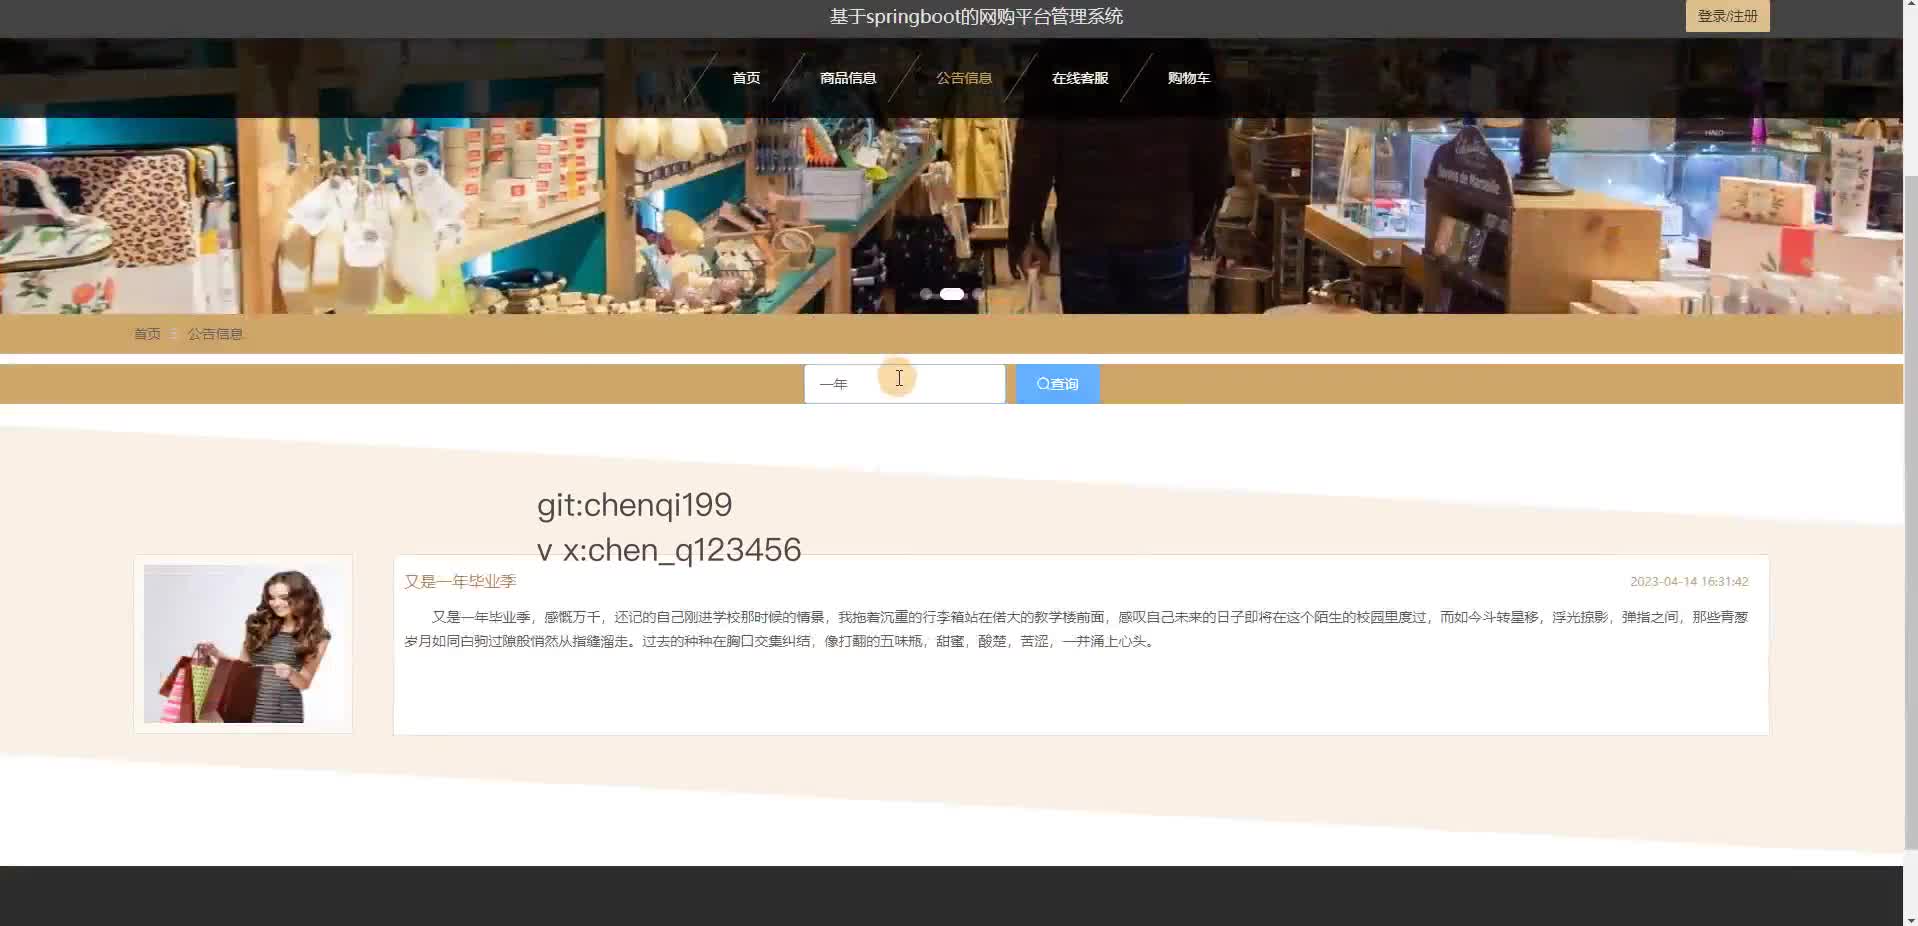 基于springboot的网购平台管理系统
登录/注册
首页
商品信息
公告信息
在线客服
购物车
HALO
首页
公告信息
一年
查询
git:chenqi199
v x:chen_q123456
又是一年毕业季
2023-04-14 16:31:42
又是一年毕业季，感慨万千，还记的自己刚进学校那时候的情景，我拖着沉重的行李箱站在偌大的教学楼前面，感叹自己未来的日子即将在这个陌生的校园里度过，而如今斗转星移，浮光掠影，弹指之间，那些青葱
岁月如同白驹过隙般悄然从指缝溜走。过去的种种在胸口交集纠结，像打翻的五味瓶，甜蜜，酸楚，苦涩，一并涌上心头。